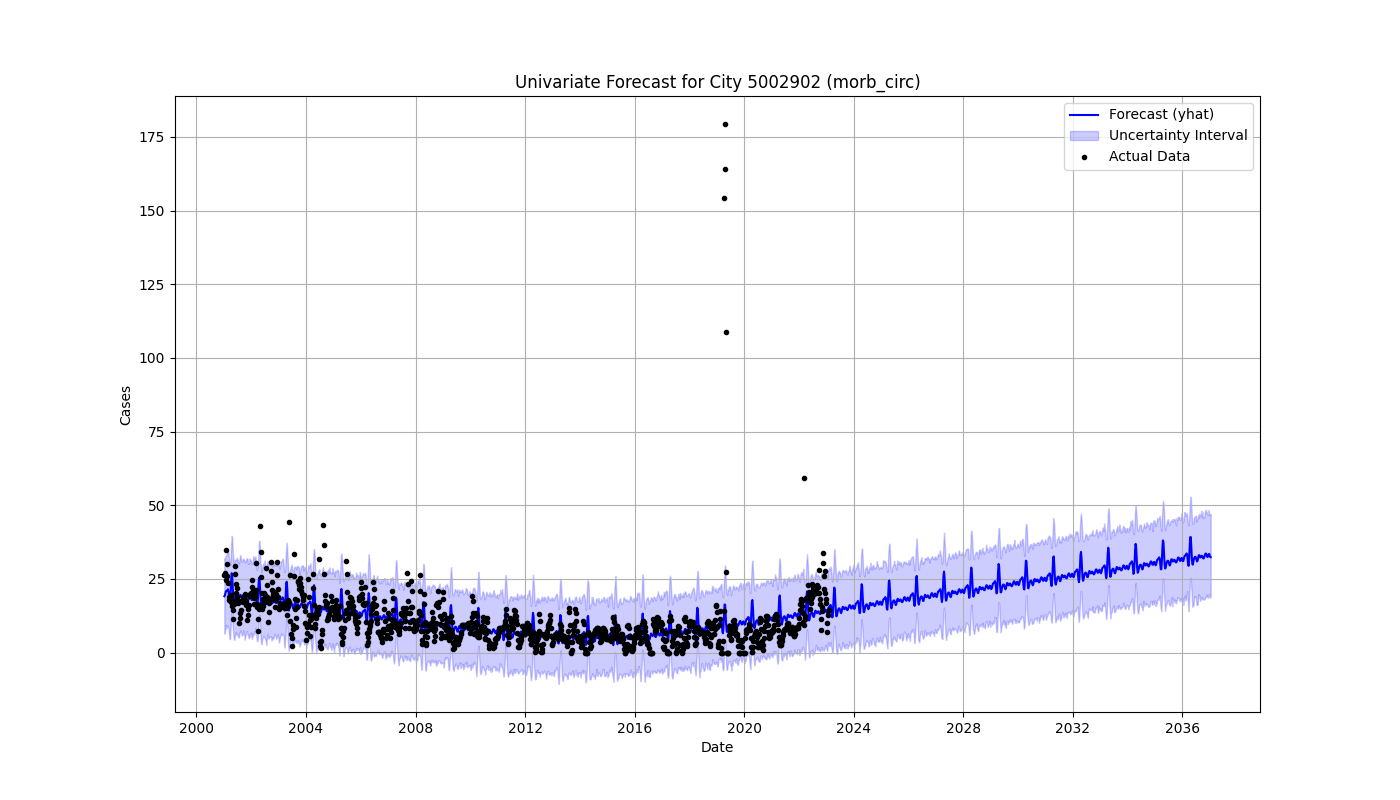 Univariate Forecast for City 5002902 (morb_circ)
Forecast (yhat)
Uncertainty Interval
Actual Data
Cases
175
150
125
100
75
50
25
0
2000 2004 2008 2012 2016 2020 2024 2028 2032 2036
Date